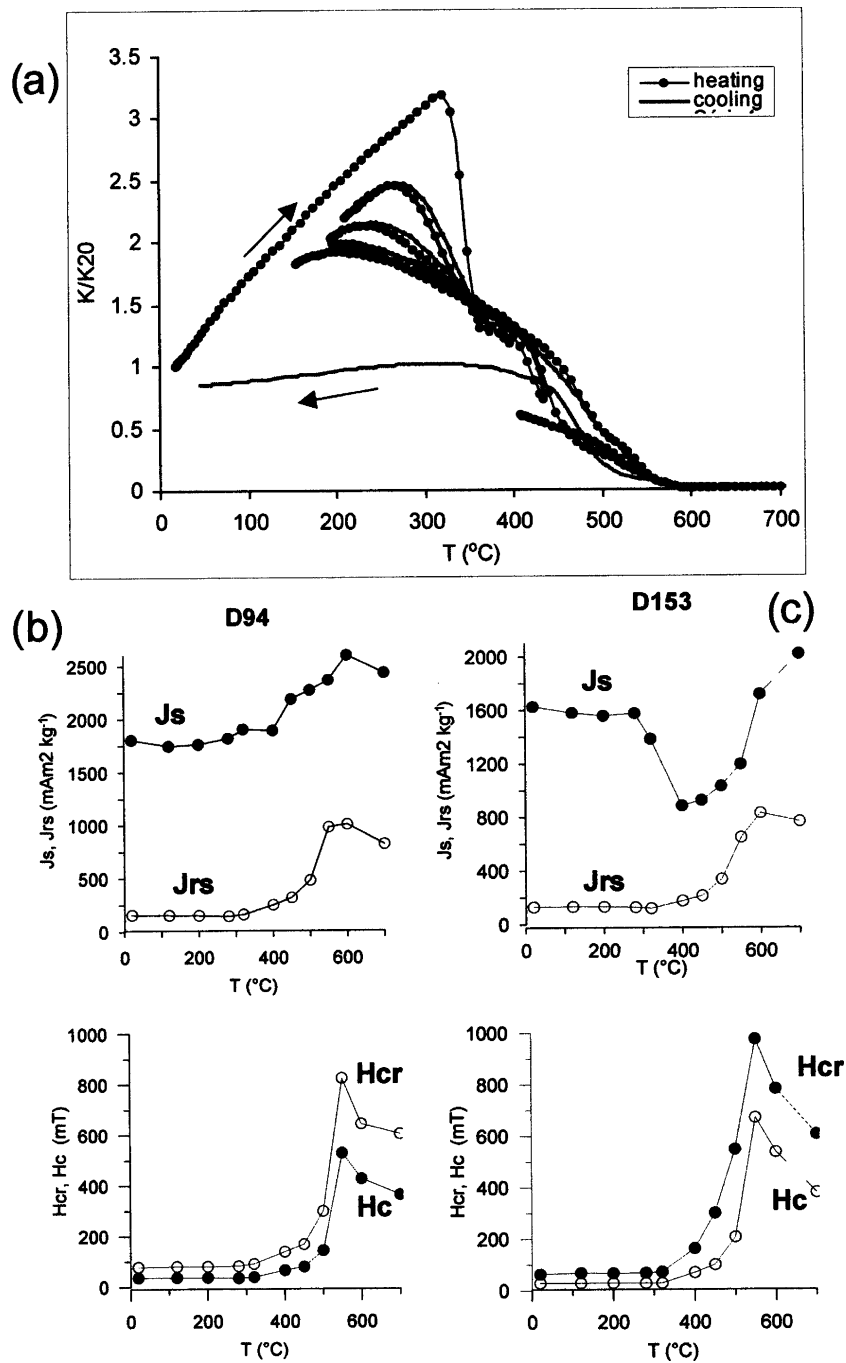 (a)
3.5
3
2.5
2
1.5
1
0.5
0
K/K20
heating
cooling
0 100 200 300 400 500 600 700
T (°C)
(b)
D94
2500
2000
1750
1000
500
250
0
Js, Jrs (mAm2 kg-1)
Js
Jrs
0 200 400 600
T (°C)
D153
(c)
2000
1600
1200
800
400
0
Js, Jrs (mAm2 kg-1)
Js
Jrs
0 200 400 600
T (°C)
1000
800
600
400
200
0
Hcr, Hc (mT)
Hcr
Hc
0 200 400 600
T (°C)
1000
800
600
400
200
0
Hcr, Hc (mT)
Hcr
Hc
0 200 400 600
T (°C)